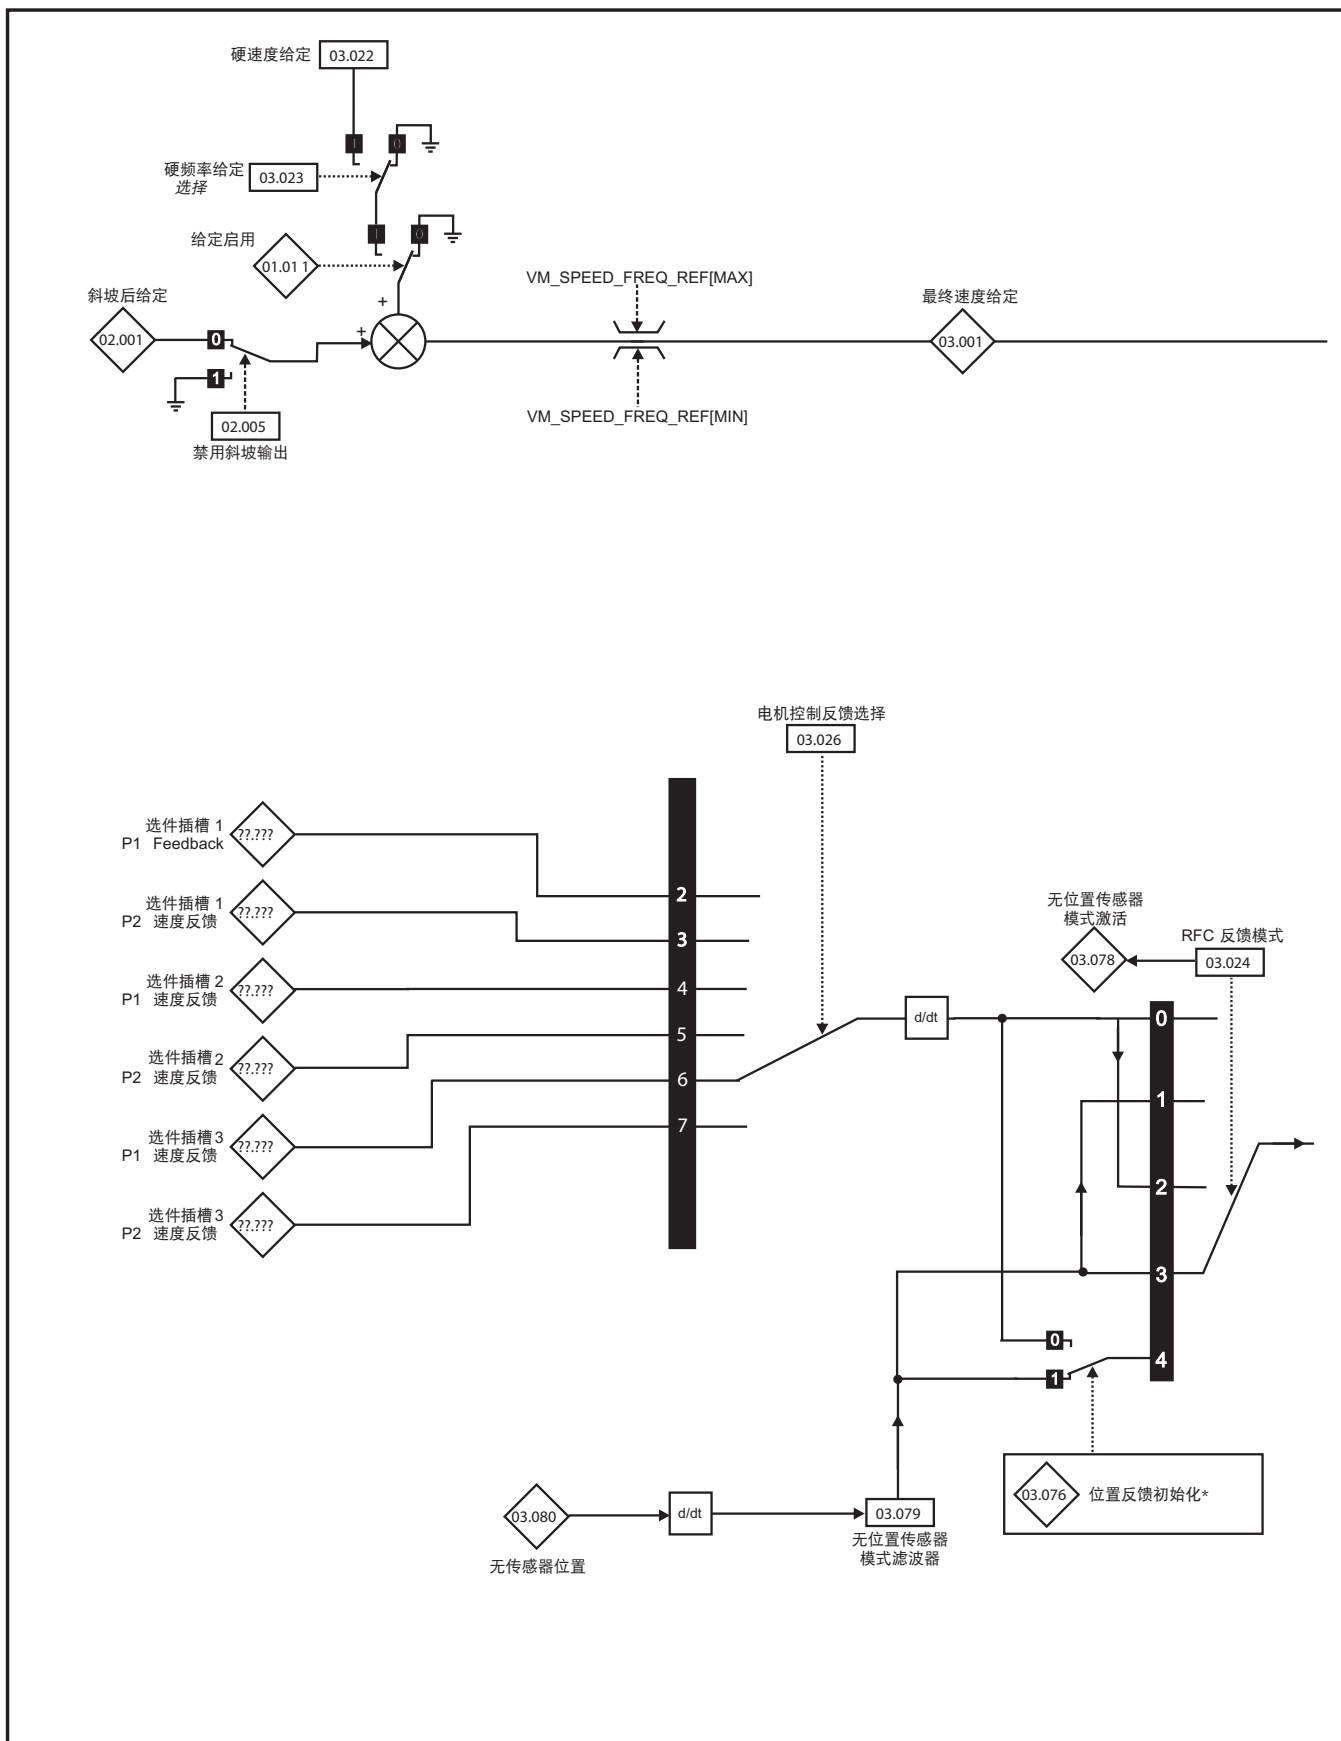 硬速度给定 03.022
1 0
硬频率给定
选择
03.023
1 0
给定启用
01.01 1
斜坡后给定
02.001
0
1
02.005
禁用斜坡输出
+
+
VM_SPEED_FREQ_REF[MAX]
VM_SPEED_FREQ_REF[MIN]
最终速度给定
03.001
电机控制反馈选择
03.026
选件插槽 1
P1 Feedback
??.???
选件插槽 1
P2 速度反馈
??.???
选件插槽 2
P1 速度反馈
??.???
选件插槽 2
P2 速度反馈
??.???
选件插槽 3
P1 速度反馈
??.???
选件插槽 3
P2 速度反馈
??.???
2
3
4
5
6
7
d/dt
无位置传感器
模式激活
03.078
RFC 反馈模式
03.024
0
1
2
3
4
0
1
03.076 位置反馈初始化*
03.080
无传感器位置
d/dt
03.079
无位置传感器
模式滤波器